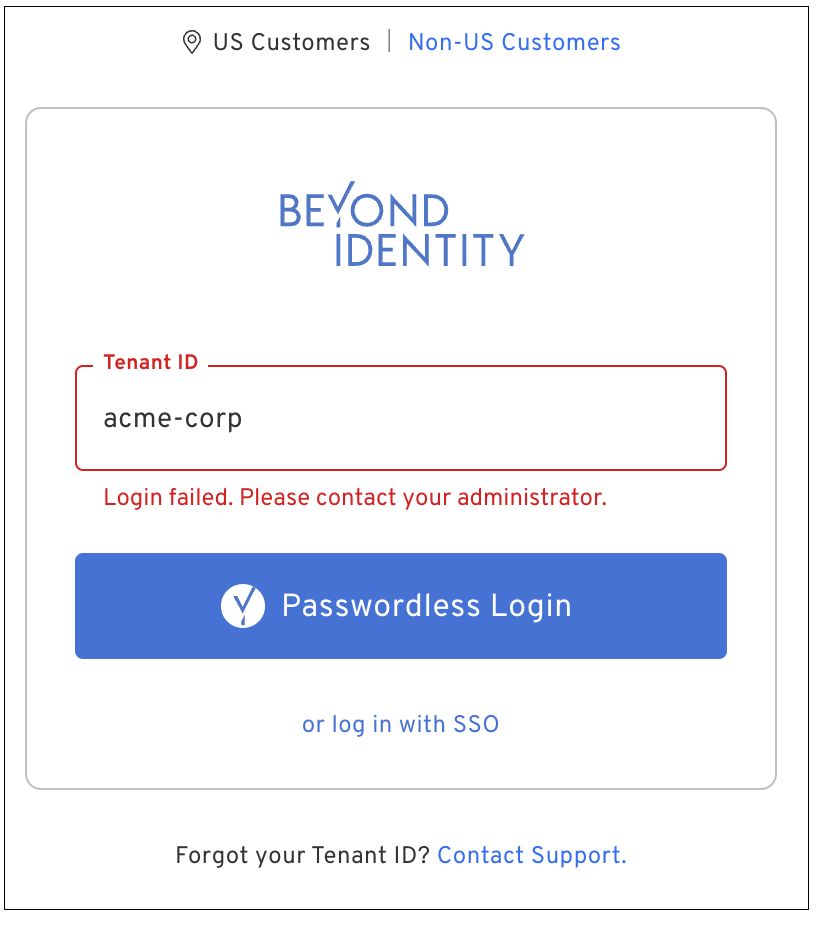 US Customers | Non-US Customers
BEYOND
IDENTITY
Tenant ID
acme-corp
Login failed. Please contact your administrator.
Passwordless Login
or log in with SSO
Forgot your Tenant ID? Contact Support.